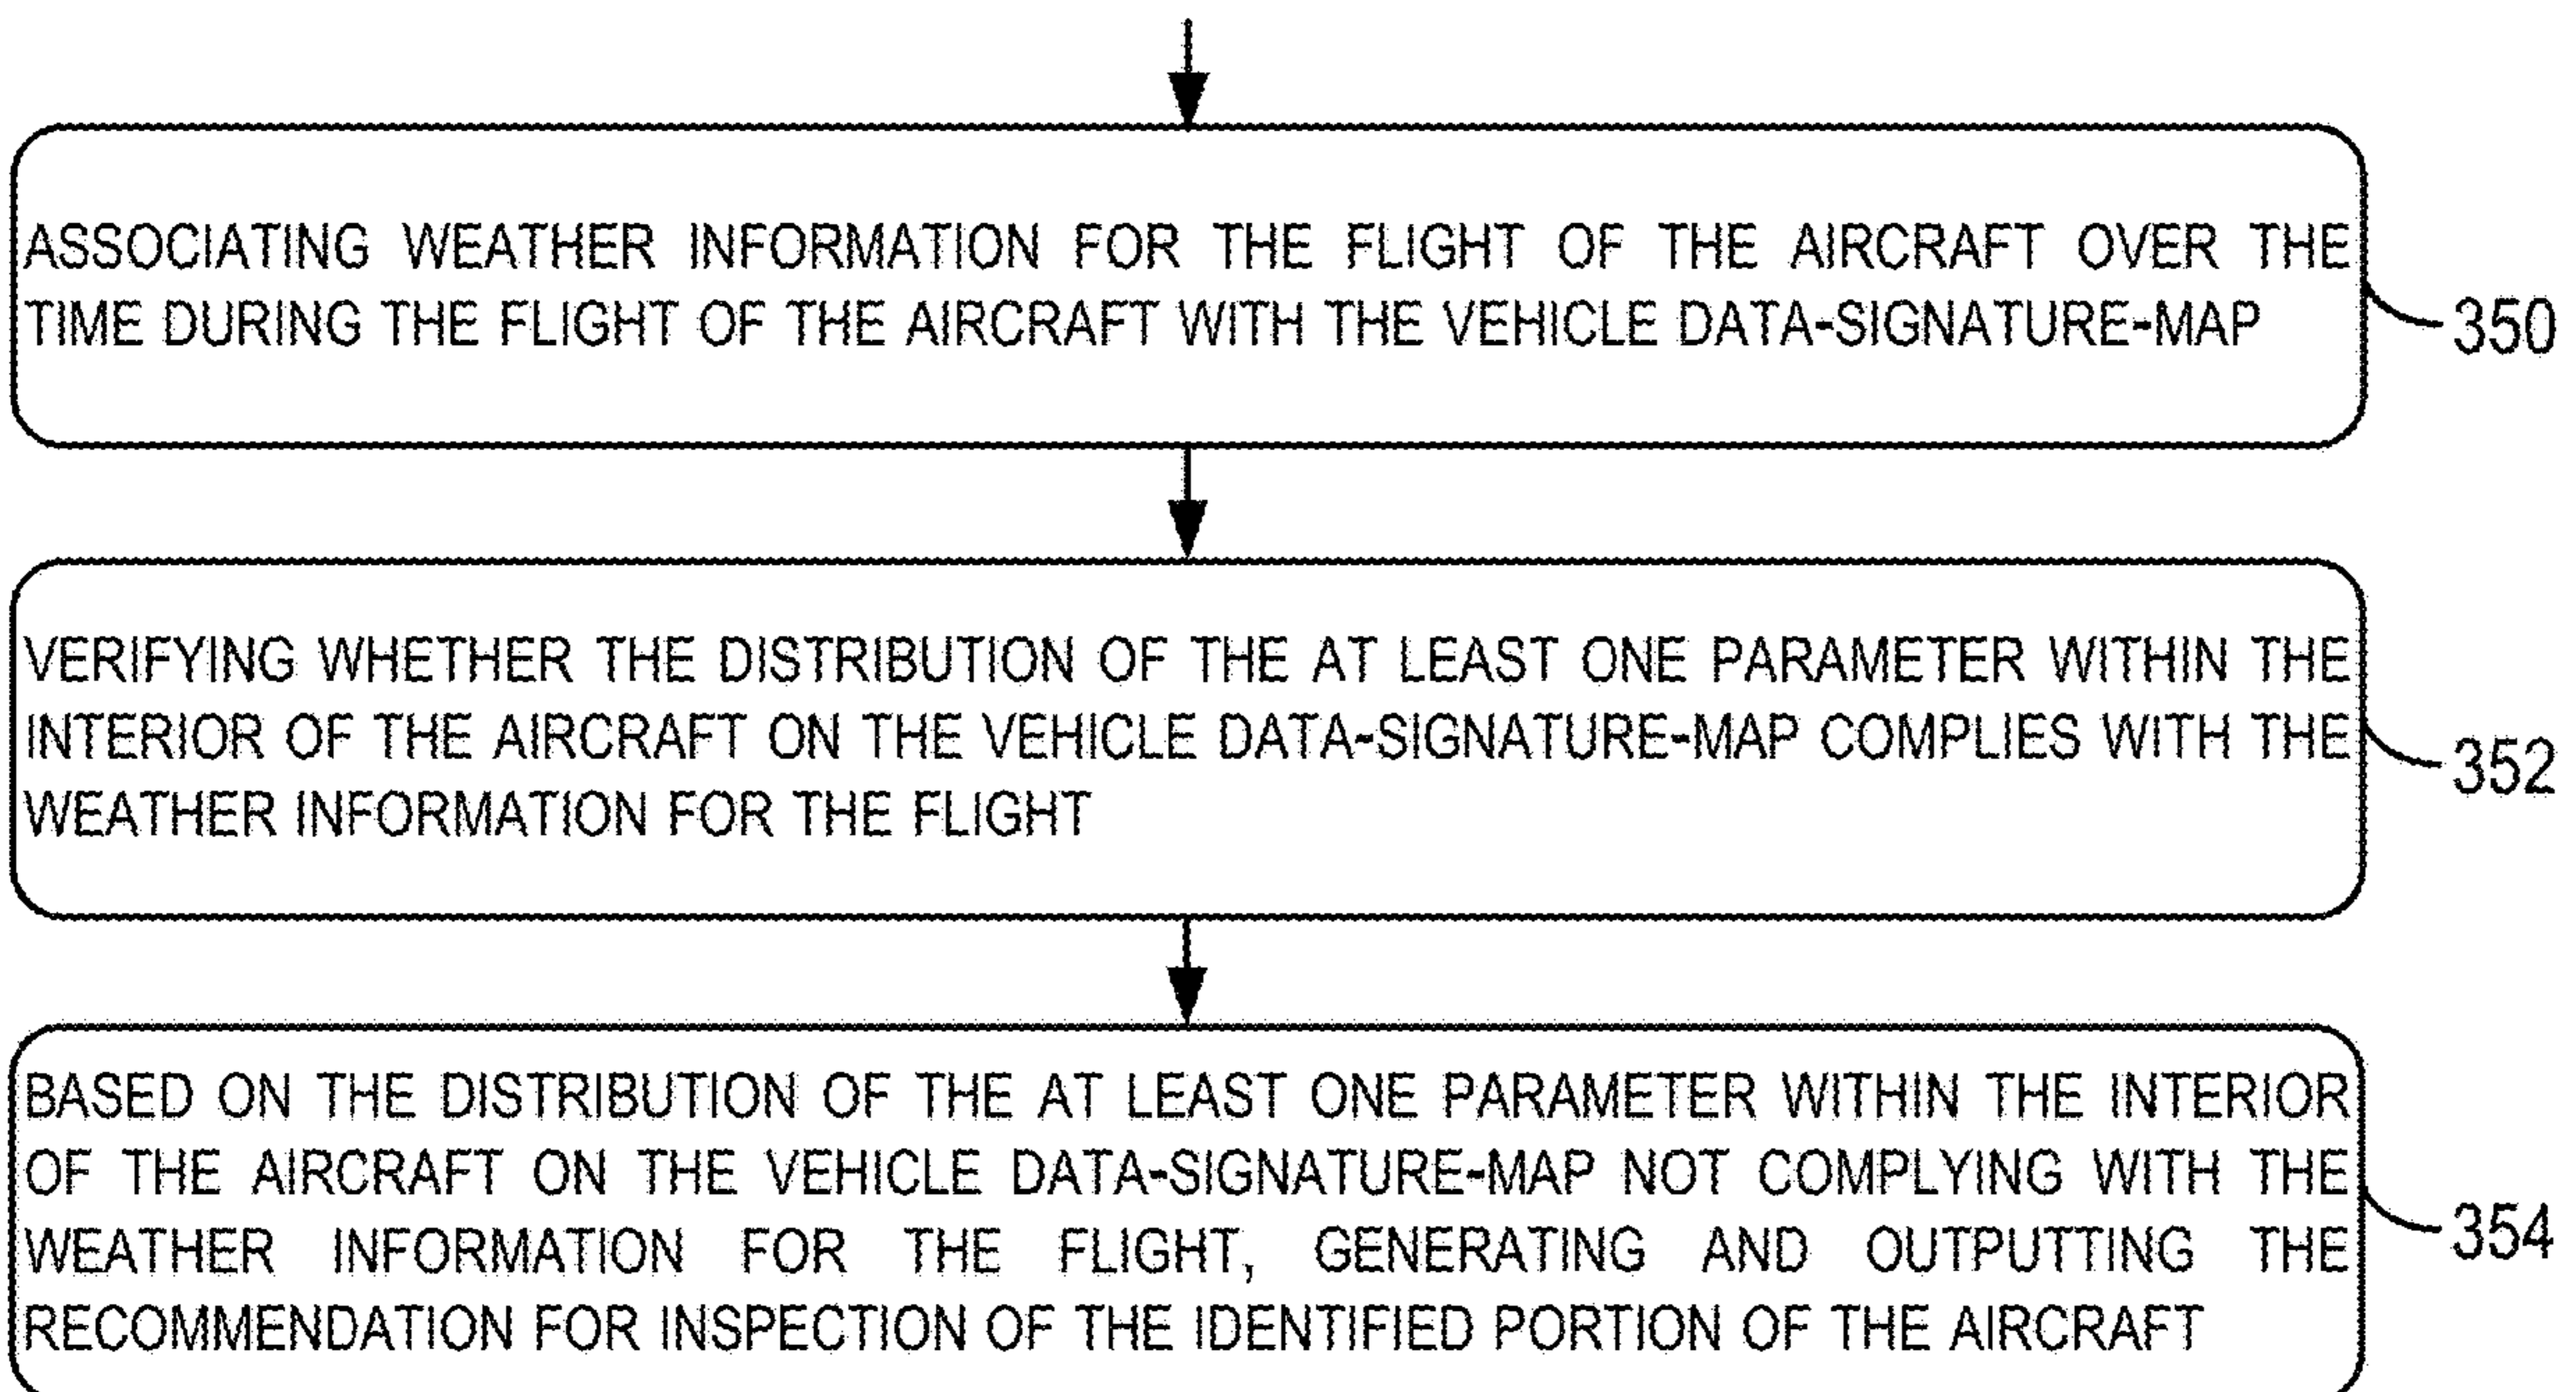 ASSOCIATING WEATHER INFORMATION FOR THE FLIGHT OF THE AIRCRAFT OVER THE
TIME DURING THE FLIGHT OF THE AIRCRAFT WITH THE VEHICLE DATA-SIGNATURE-MAP
350
VERIFYING WHETHER THE DISTRIBUTION OF THE AT LEAST ONE PARAMETER WITHIN THE
INTERIOR OF THE AIRCRAFT ON THE VEHICLE DATA-SIGNATURE-MAP COMPLIES WITH THE
WEATHER INFORMATION FOR THE FLIGHT
352
BASED ON THE DISTRIBUTION OF THE AT LEAST ONE PARAMETER WITHIN THE INTERIOR
OF THE AIRCRAFT ON THE VEHICLE DATA-SIGNATURE-MAP NOT COMPLYING WITH THE
WEATHER INFORMATION FOR THE FLIGHT, GENERATING AND OUTPUTTING THE
RECOMMENDATION FOR INSPECTION OF THE IDENTIFIED PORTION OF THE AIRCRAFT
354